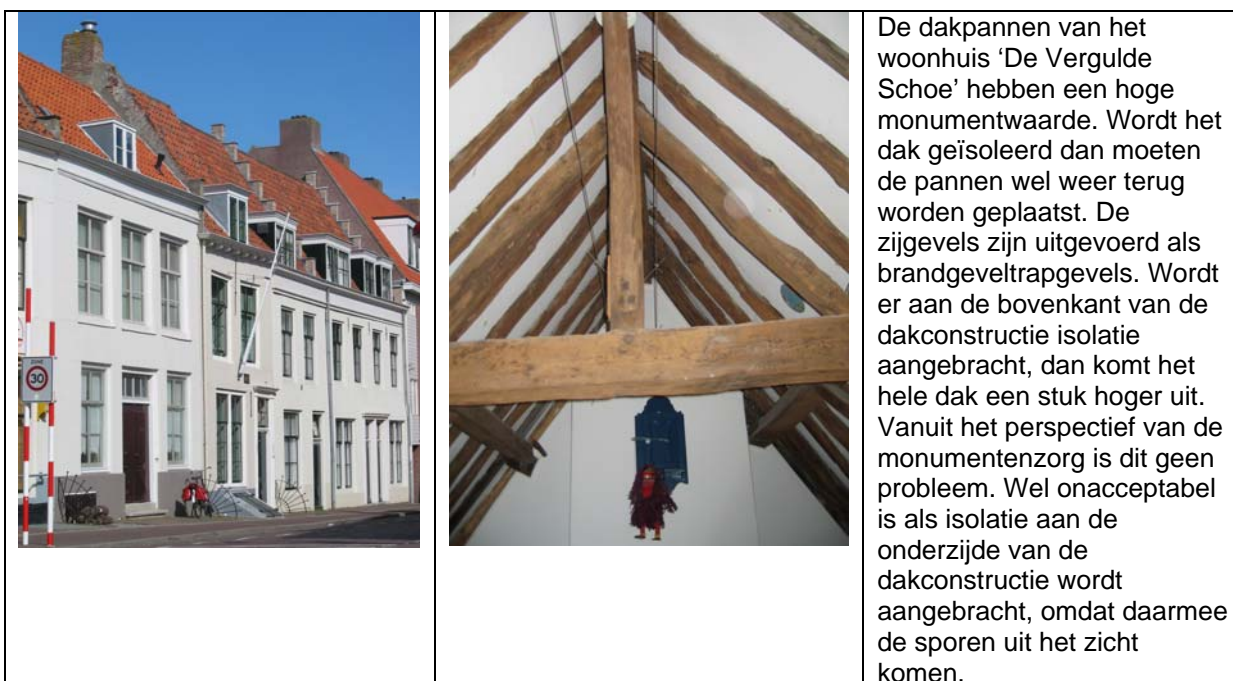 De dakpannen van het
woonhuis ‘De Vergulde
Schoe’ hebben een hoge
monumentwaarde. Wordt het
dak geïsoleerd dan moeten
de pannen wel weer terug
worden geplaatst. De
zijgevels zijn uitgevoerd als
brandgeveltrapgevels. Wordt
er aan de bovenkant van de
dakconstructie isolatie
aangebracht, dan komt het
hele dak een stuk hoger uit.
Vanuit het perspectief van de
monumentenzorg is dit geen
probleem. Wel onacceptabel
is als isolatie aan de
onderzijde van de
dakconstructie wordt
aangebracht, omdat daarmee
de sporen uit het zicht
komen.
ZONE
30